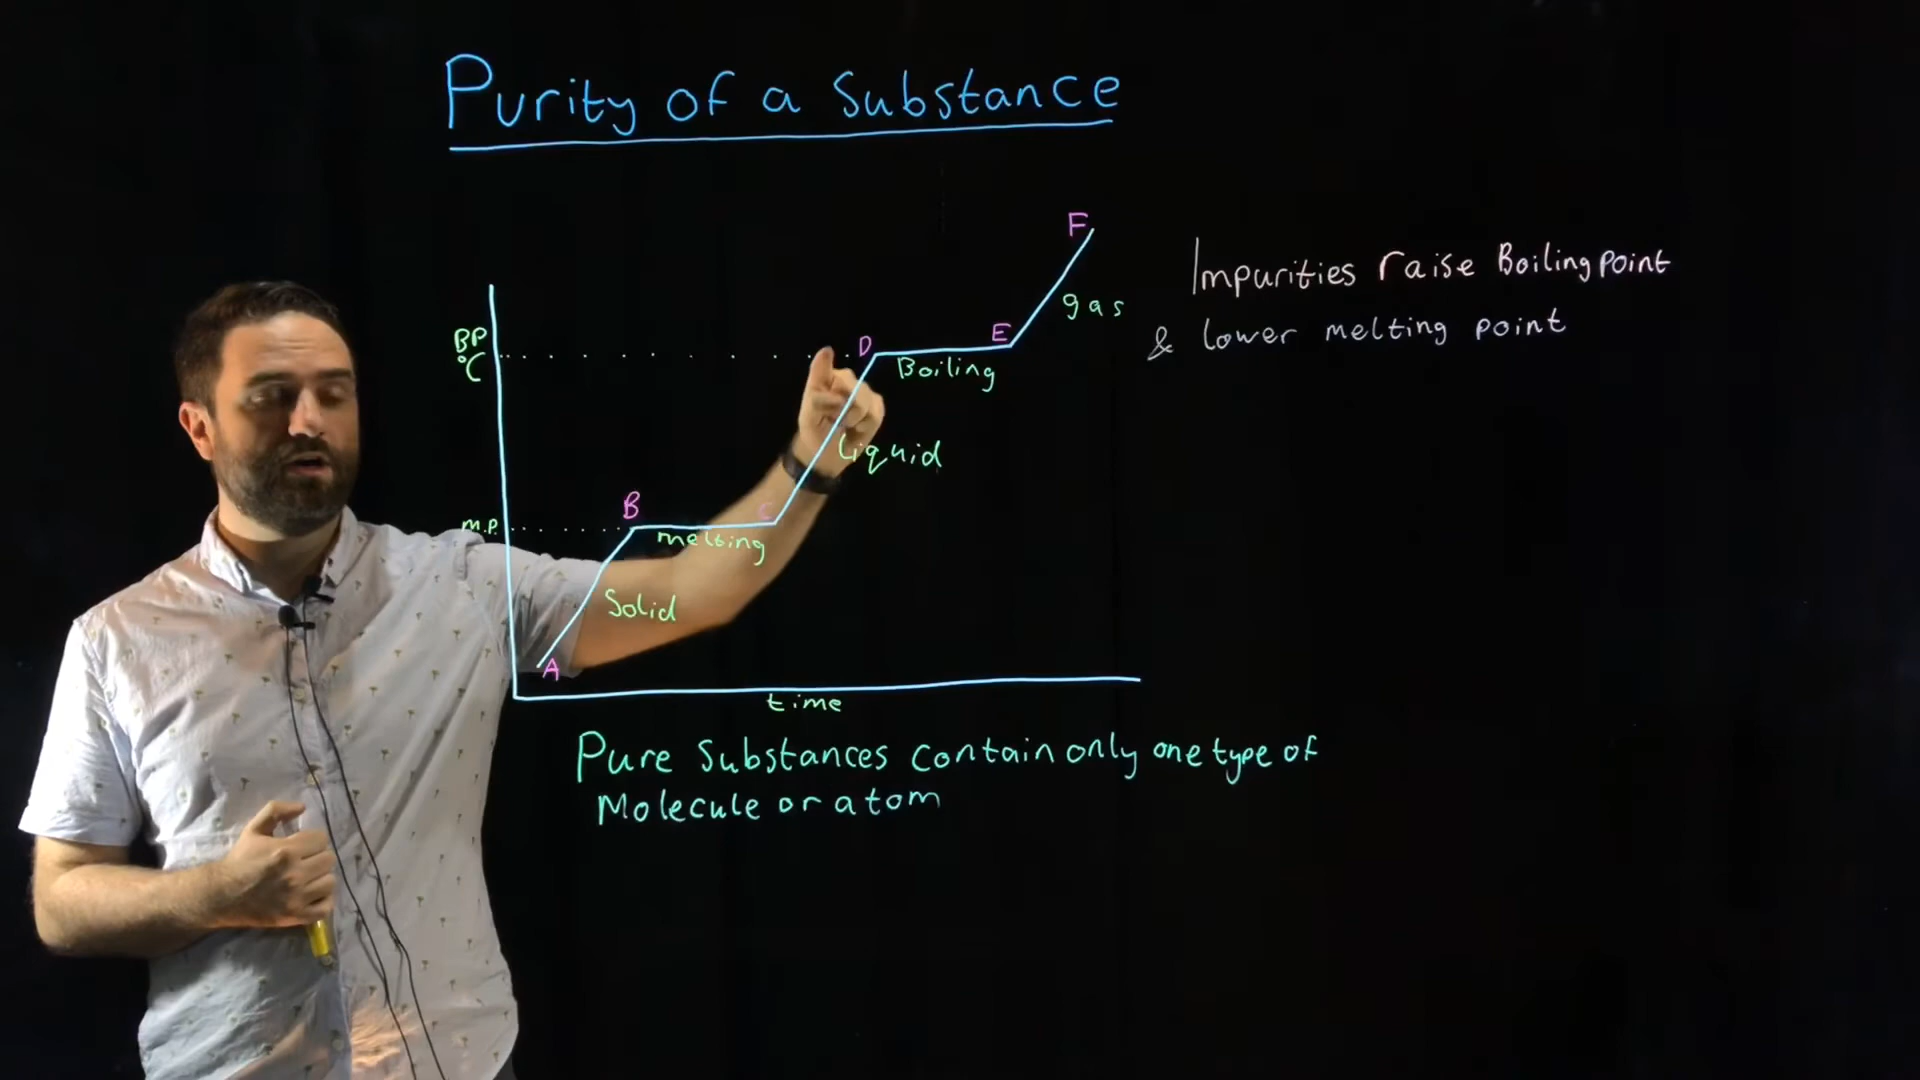 Purity of a Substance
F
Impurities raise Boiling point
gas
& lower melting point
BP
°C
D
E
Boiling
Liquid
B
C
m.p.
melting
Solid
A
time
Pure Substances contain only one type of
Molecule or atom